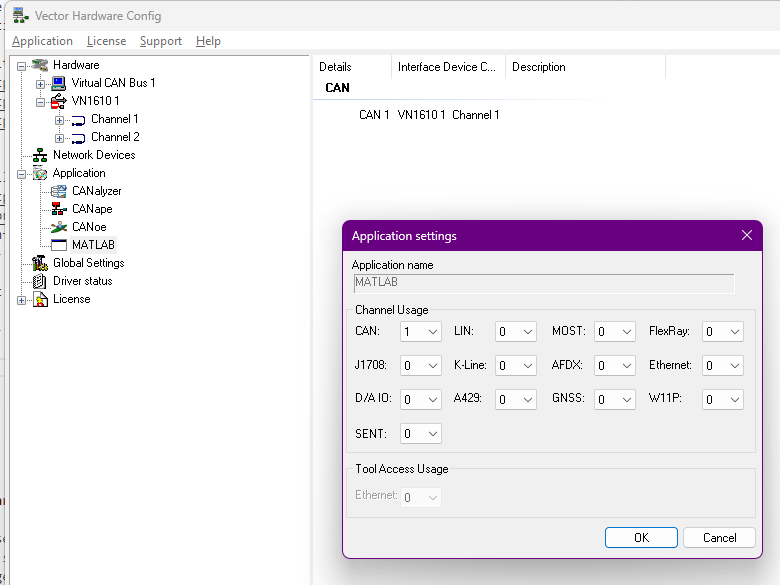 Vector Hardware Config
Application License Support Help
Hardware
Virtual CAN Bus 1
VN1610 1
Channel 1
Channel 2
Network Devices
Application
CANalyzer
CANape
CANoe
MATLAB
Global Settings
Driver status
License
Details Interface Device C... Description
CAN
CAN 1 VN1610 1 Channel 1
Application settings
Application name
MATLAB
Channel Usage
CAN: 1 LIN: 0 MOST: 0 FlexRay: 0
J1708: 0 K-Line: 0 AFDX: 0 Ethernet: 0
D/A IO: 0 A429: 0 GNSS: 0 W11P: 0
SENT: 0
Tool Access Usage
Ethernet: 0
OK Cancel